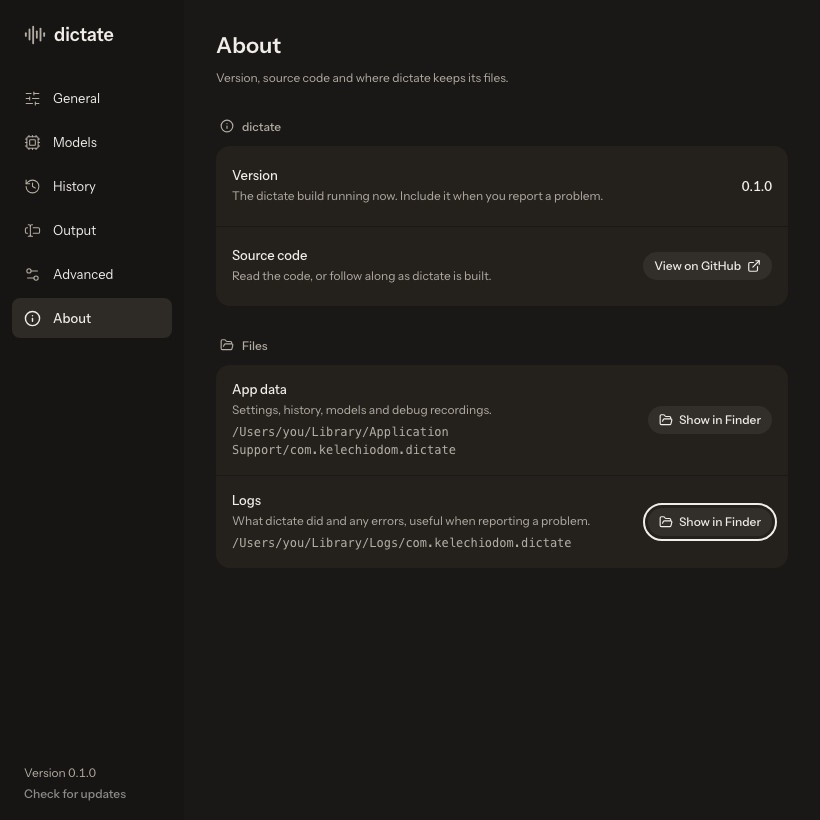 dictate
General
Models
History
Output
Advanced
About
Version 0.1.0
Check for updates
About
Version, source code and where dictate keeps its files.
dictate
Version
The dictate build running now. Include it when you report a problem.
0.1.0
Source code
Read the code, or follow along as dictate is built.
View on GitHub
Files
App data
Settings, history, models and debug recordings.
/Users/you/Library/Application
Support/com.kelechiodom.dictate
Show in Finder
Logs
What dictate did and any errors, useful when reporting a problem.
/Users/you/Library/Logs/com.kelechiodom.dictate
Show in Finder